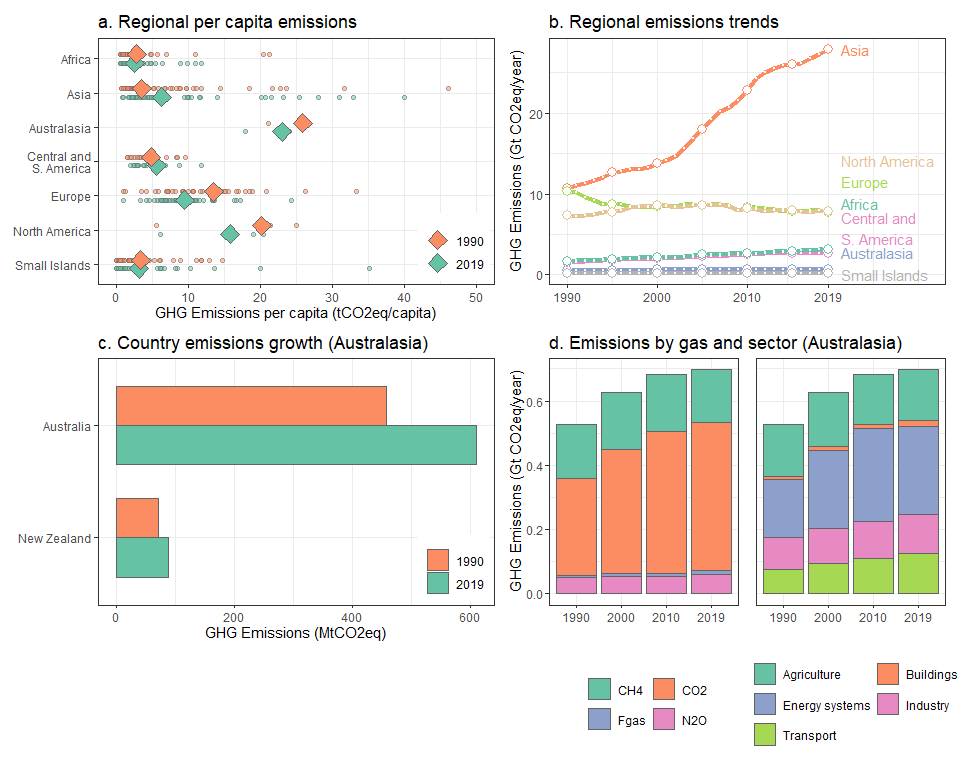 a. Regional per capita emissions
Africa
Asia
Australasia
Central and
S. America
Europe
North America
Small Islands
0 10 20 30 40 50
GHG Emissions per capita (tCO2eq/capita)
1990
2019
b. Regional emissions trends
GHG Emissions (Gt CO2eq/year)
20
10
0
1990 2000 2010 2019
Asia
North America
Europe
Africa
Central and
S. America
Australasia
Small Islands
c. Country emissions growth (Australasia)
Australia
New Zealand
0 200 400 600
GHG Emissions (MtCO2eq)
1990
2019
d. Emissions by gas and sector (Australasia)
GHG Emissions (Gt CO2eq/year)
0.6
0.4
0.2
0.0
1990 2000 2010 2019
1990 2000 2010 2019
CH4 CO2
Fgas N2O
Agriculture Buildings
Energy systems Industry
Transport